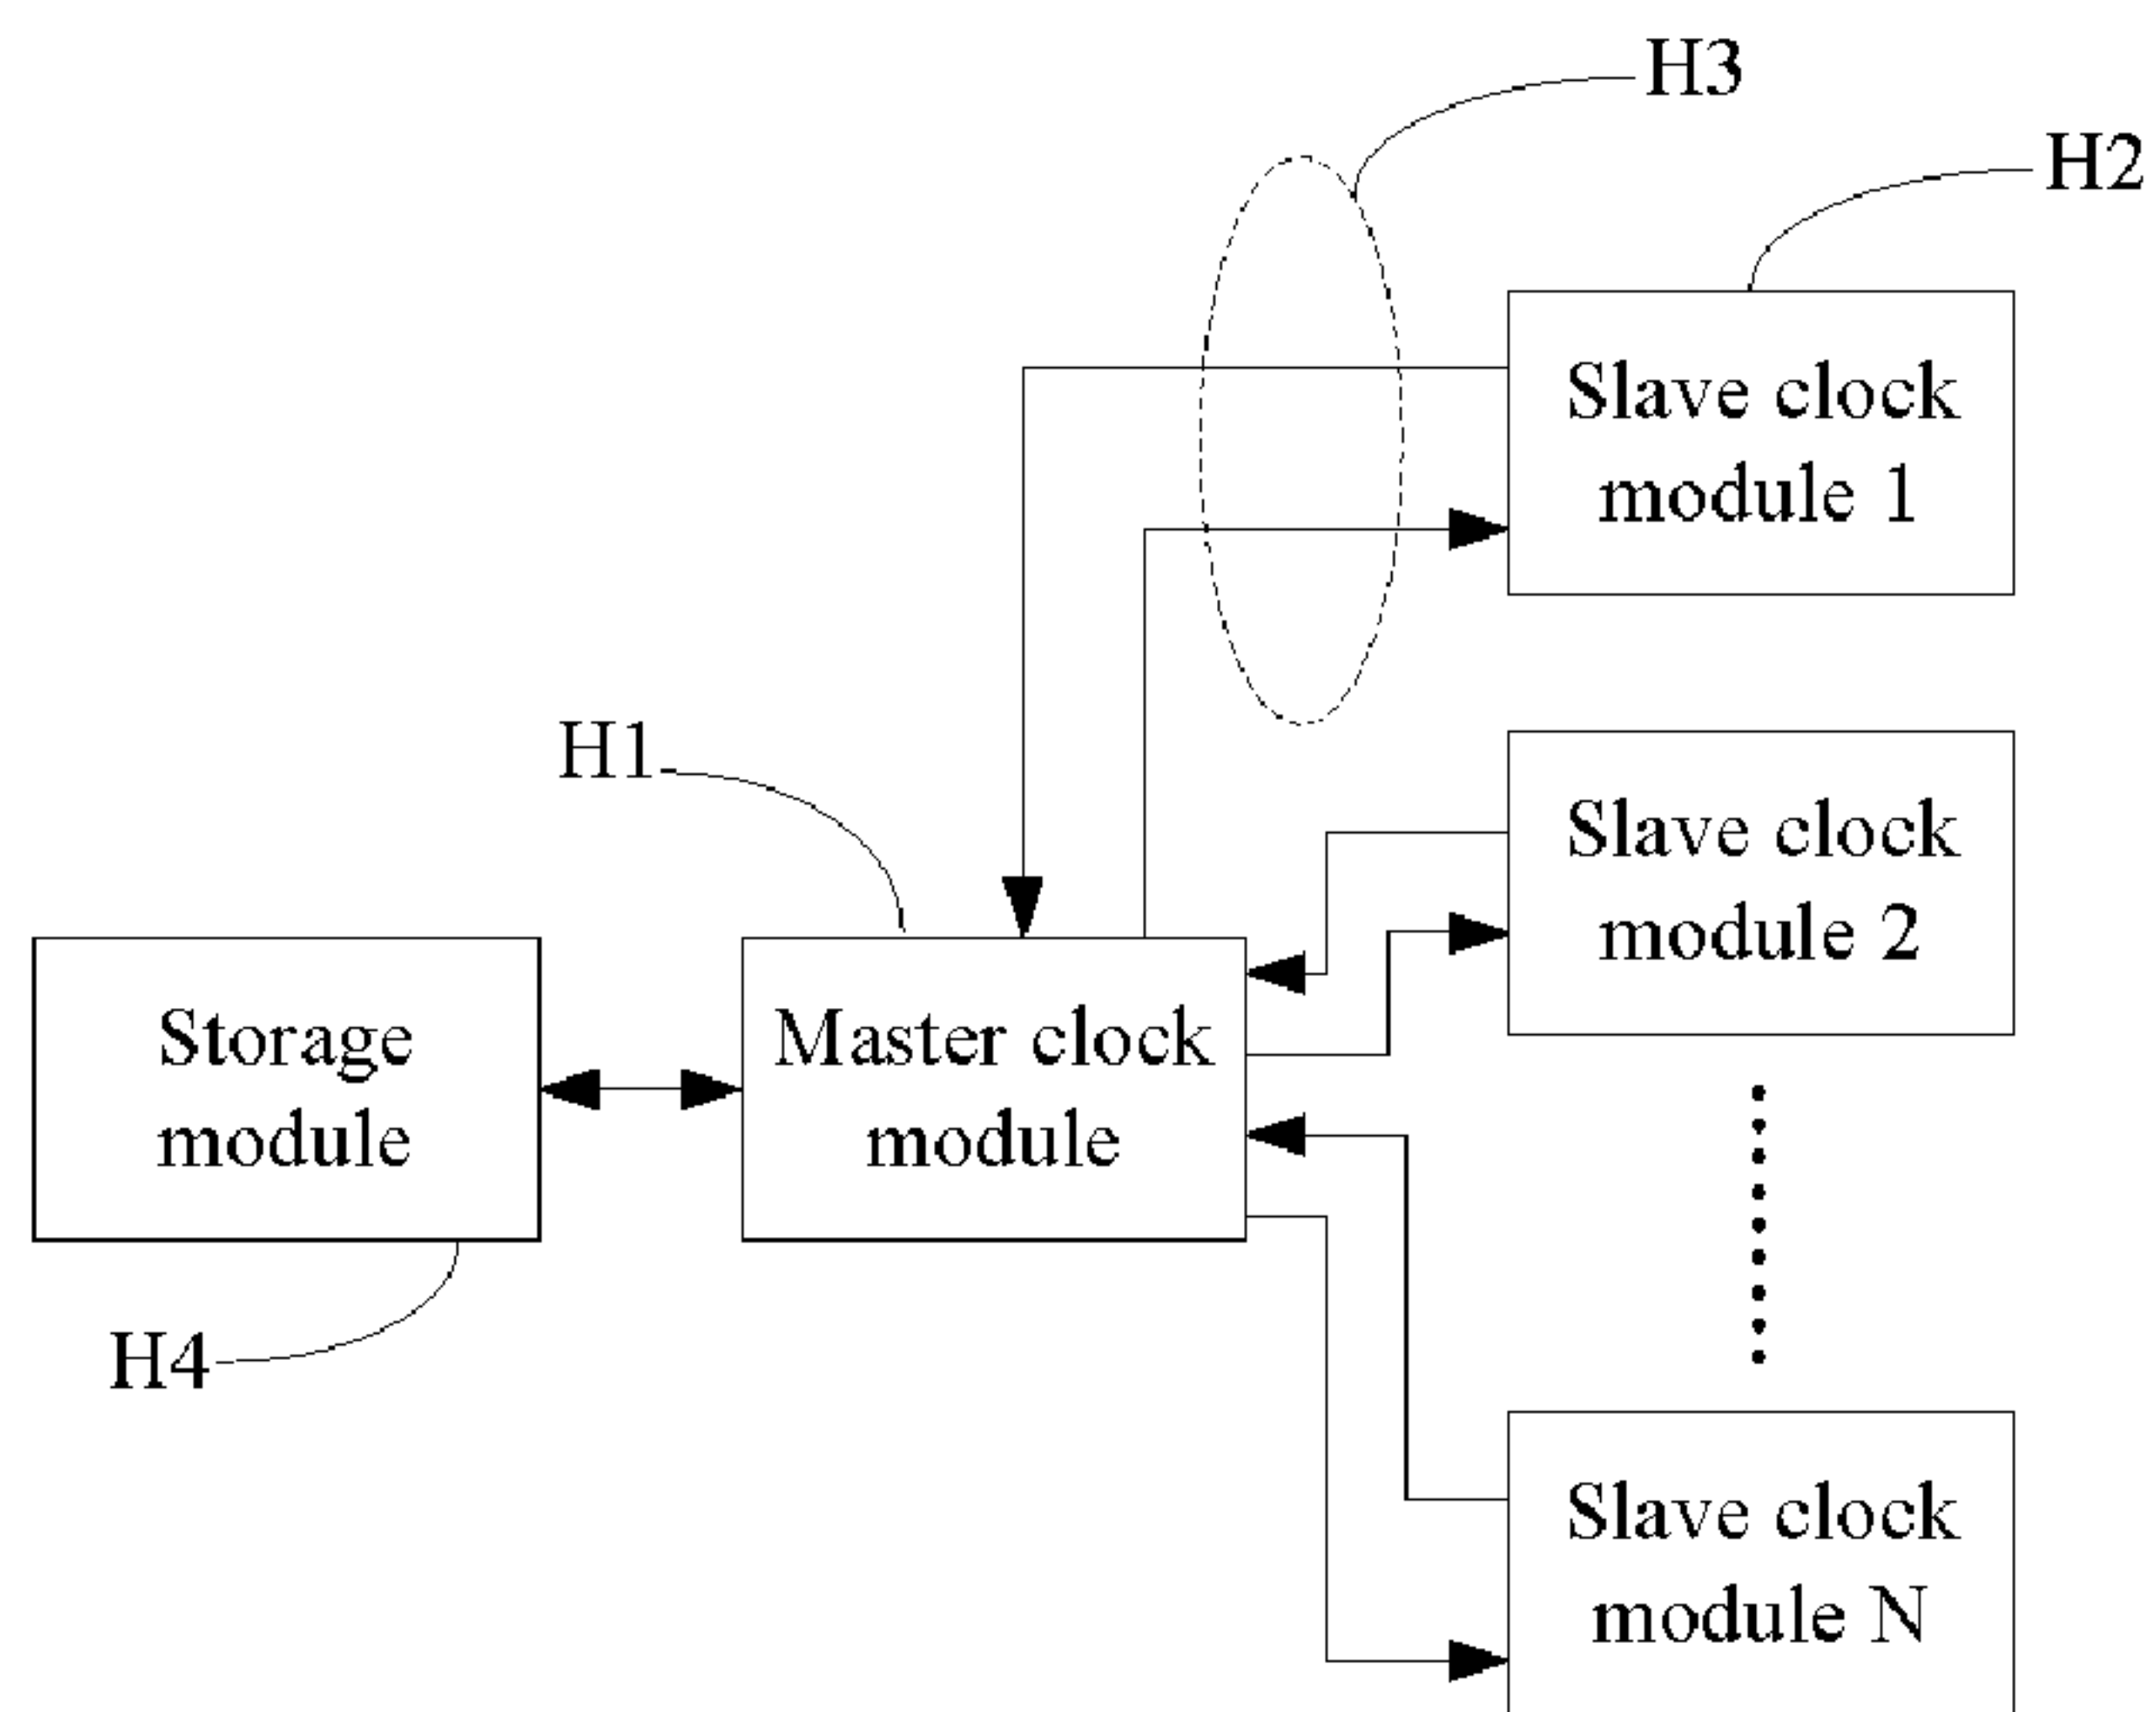 H3
H2
Slave clock
module 1
H1
Slave clock
module 2
Storage
module
Master clock
module
H4
Slave clock
module N